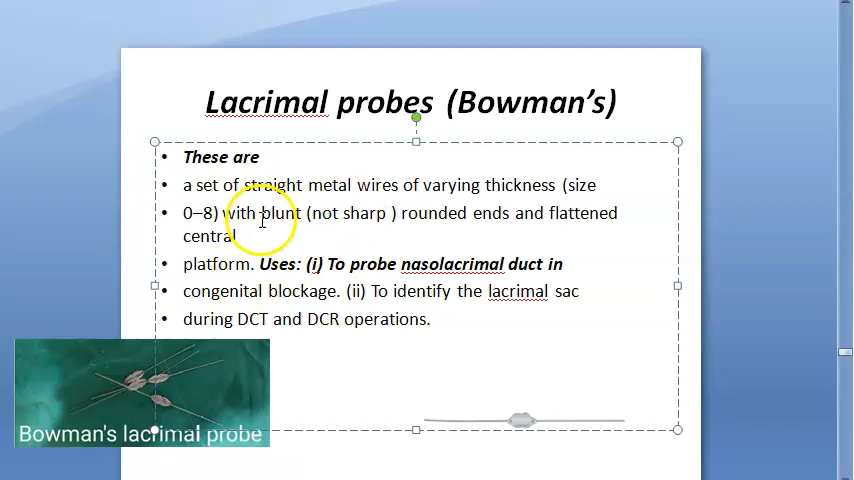 Lacrimal probes (Bowman's)
• These are
• a set of straight metal wires of varying thickness (size
• 0–8) with blunt (not sharp ) rounded ends and flattened
central
• platform. Uses: (i) To probe nasolacrimal duct in
• congenital blockage. (ii) To identify the lacrimal sac
• during DCT and DCR operations.
Bowman's lacrimal probe